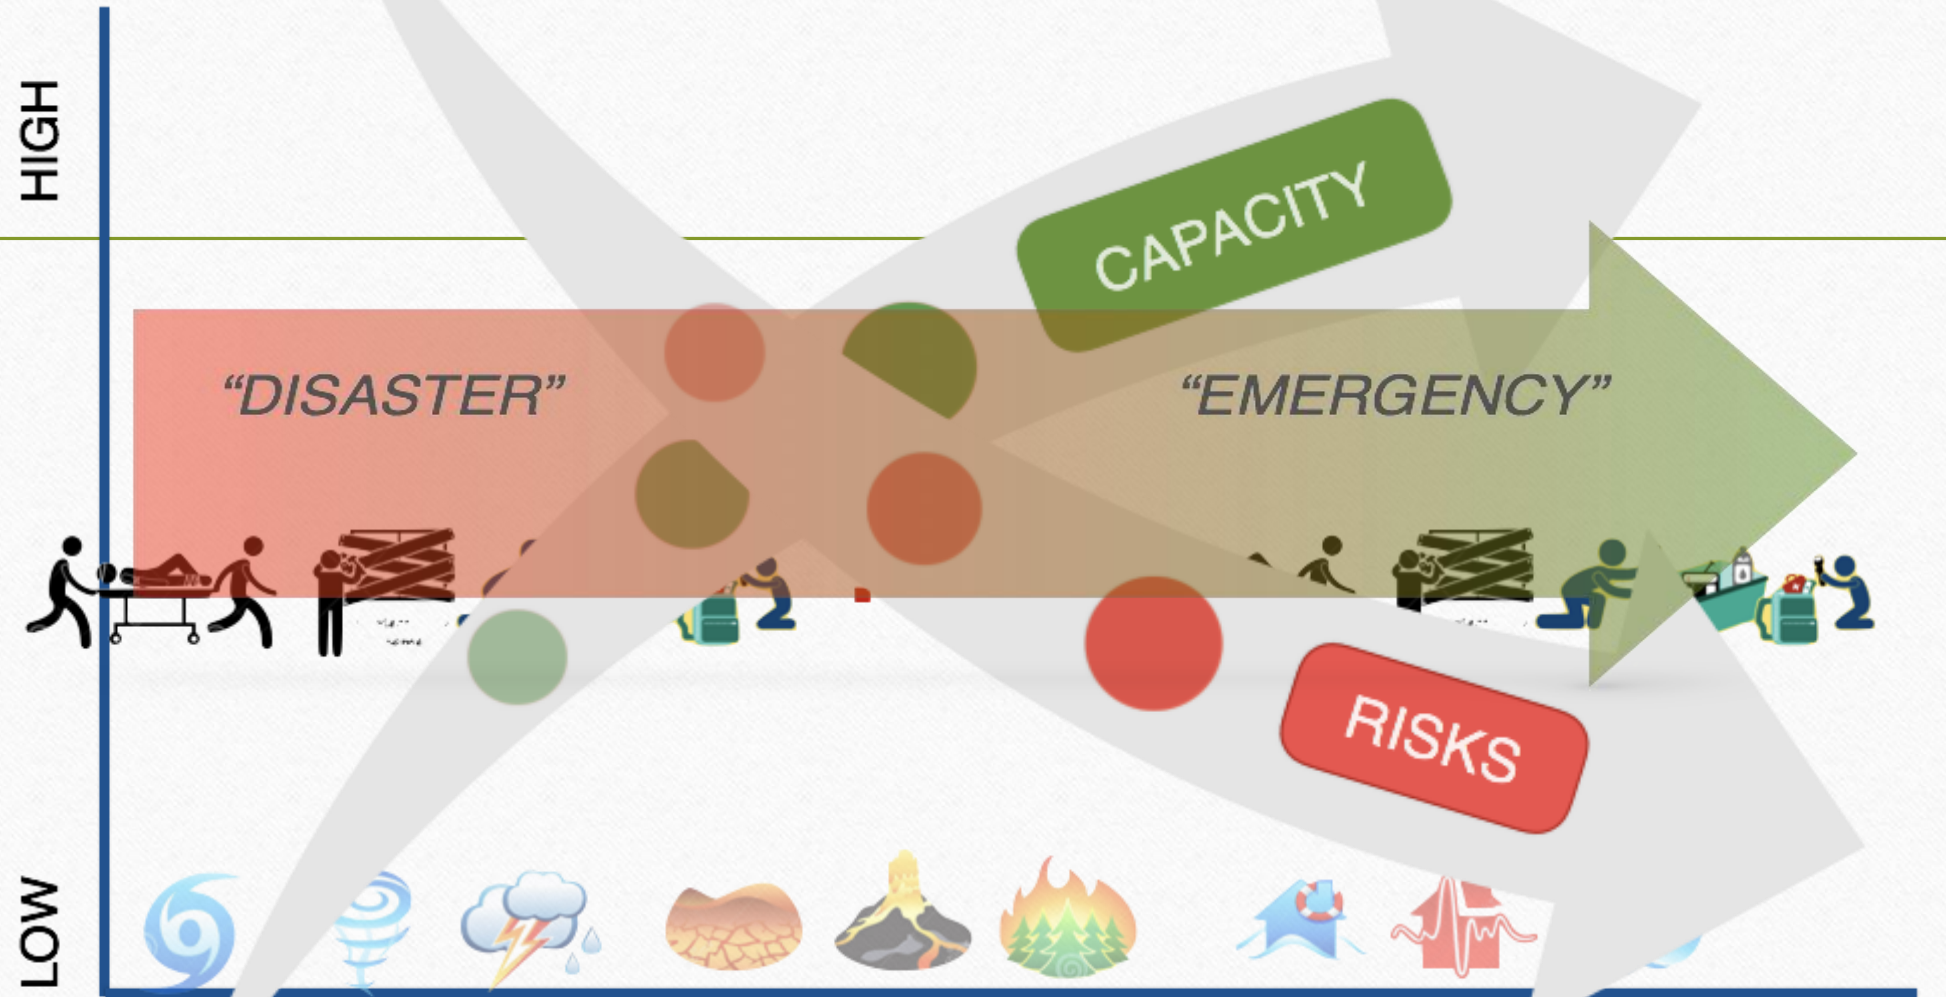 HIGH
CAPACITY
“DISASTER”
“EMERGENCY”
RISKS
LOW